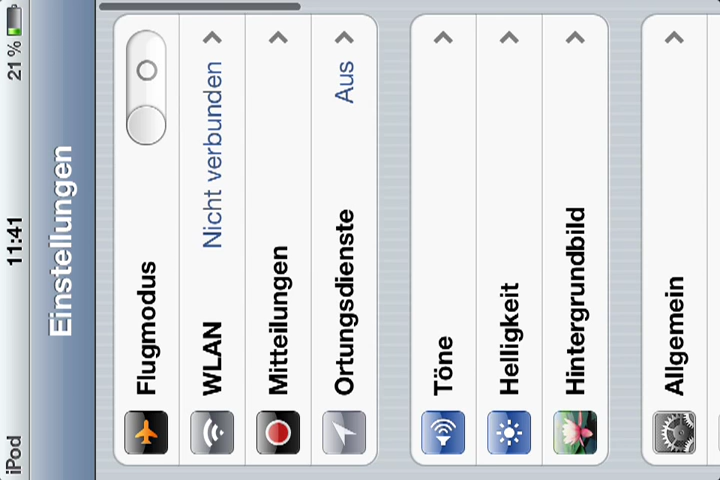 iPod 11:41 21 %
Einstellungen
Flugmodus
WLAN Nicht verbunden
Mitteilungen
Ortungsdienste Aus
Töne
Helligkeit
Hintergrundbild
Allgemein